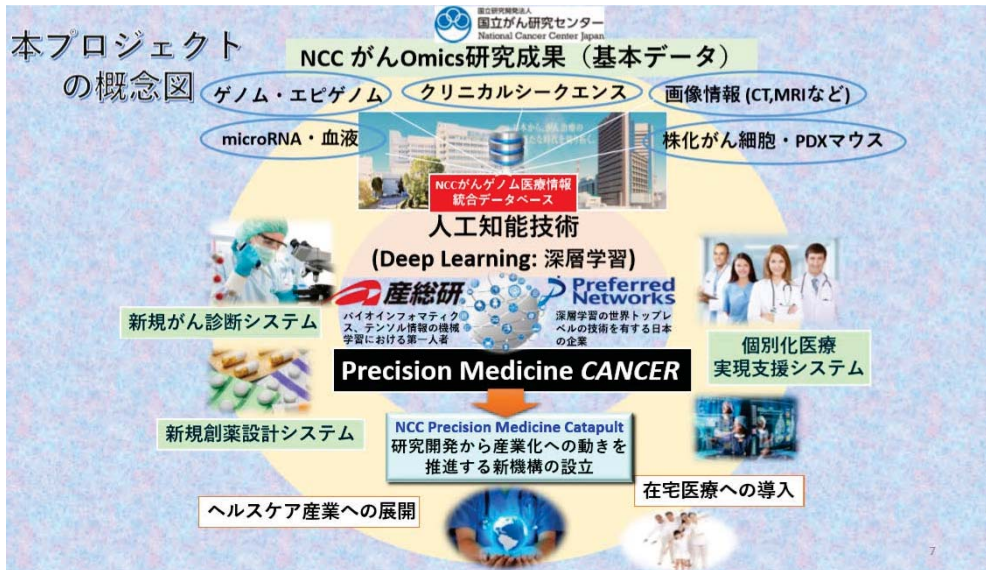 国立研究開発法人
国立がん研究センター
National Cancer Center Japan
本プロジェクト
の概念図
NCC がんOmics研究成果（基本データ）
ゲノム・エピゲノム
クリニカルシークエンス
画像情報 (CT,MRIなど)
microRNA・血液
株化がん細胞・PDXマウス
NCCがんゲノム医療情報
統合データベース
人工知能技術
(Deep Learning: 深層学習)
産総研
バイオインフォマティク
ス、テンソル情報の機械
学習における第一人者
Preferred
Networks
深層学習の世界トップレ
ベルの技術を有する日本
の企業
新規がん診断システム
個別化医療
実現支援システム
Precision Medicine CANCER
新規創薬設計システム
NCC Precision Medicine Catapult
研究開発から産業化への動きを
推進する新機構の設立
在宅医療への導入
ヘルスケア産業への展開
7